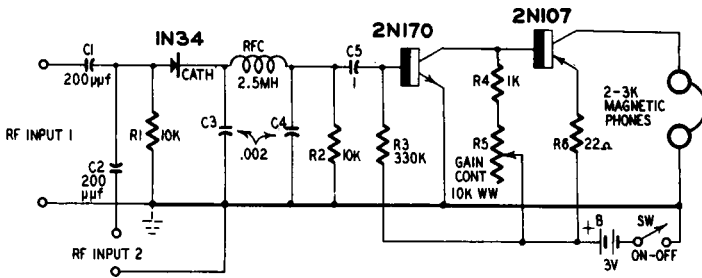 1N34
2N170
2N107
C1
200µµf
CATH
RFC
2.5MH
C5
1
R4
1K
2-3K
MAGNETIC
PHONES
RF INPUT 1
R1
10K
C3
C4
.002
R2
10K
R3
330K
R5
GAIN
CONT
10K WW
R6
22Ω
C2
200
µµf
RF INPUT 2
+
B
3V
SW
ON-OFF